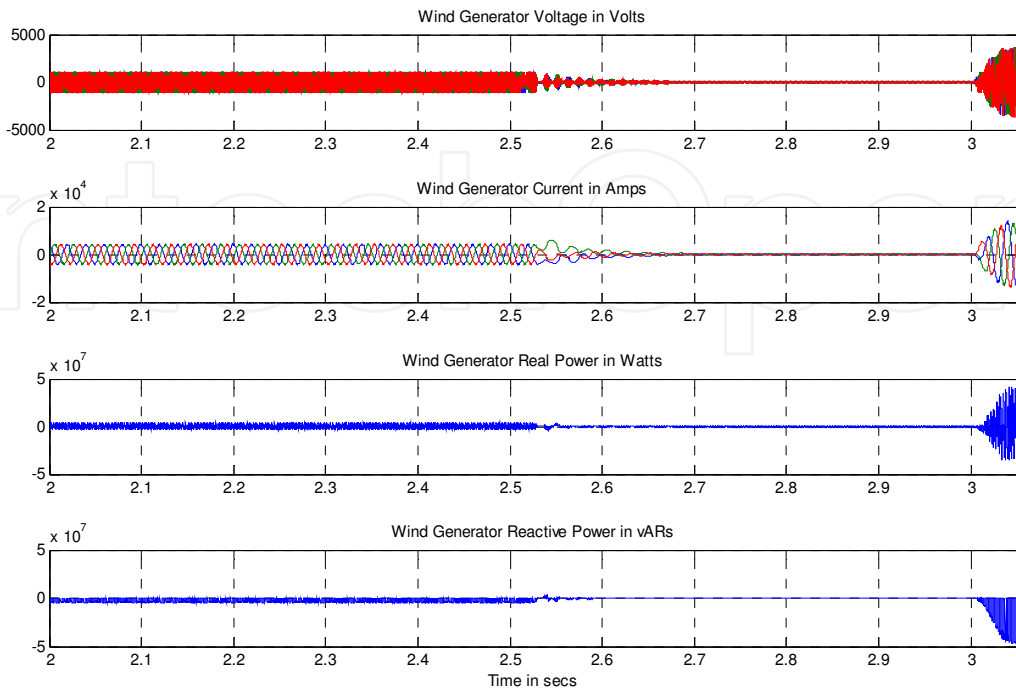 Wind Generator Voltage in Volts
5000
0
-5000
2 2.1 2.2 2.3 2.4 2.5 2.6 2.7 2.8 2.9 3
x 10^4
Wind Generator Current in Amps
2
0
-2
2 2.1 2.2 2.3 2.4 2.5 2.6 2.7 2.8 2.9 3
x 10^7
Wind Generator Real Power in Watts
5
0
-5
2 2.1 2.2 2.3 2.4 2.5 2.6 2.7 2.8 2.9 3
x 10^7
Wind Generator Reactive Power in vARs
5
0
-5
2 2.1 2.2 2.3 2.4 2.5 2.6 2.7 2.8 2.9 3
Time in secs